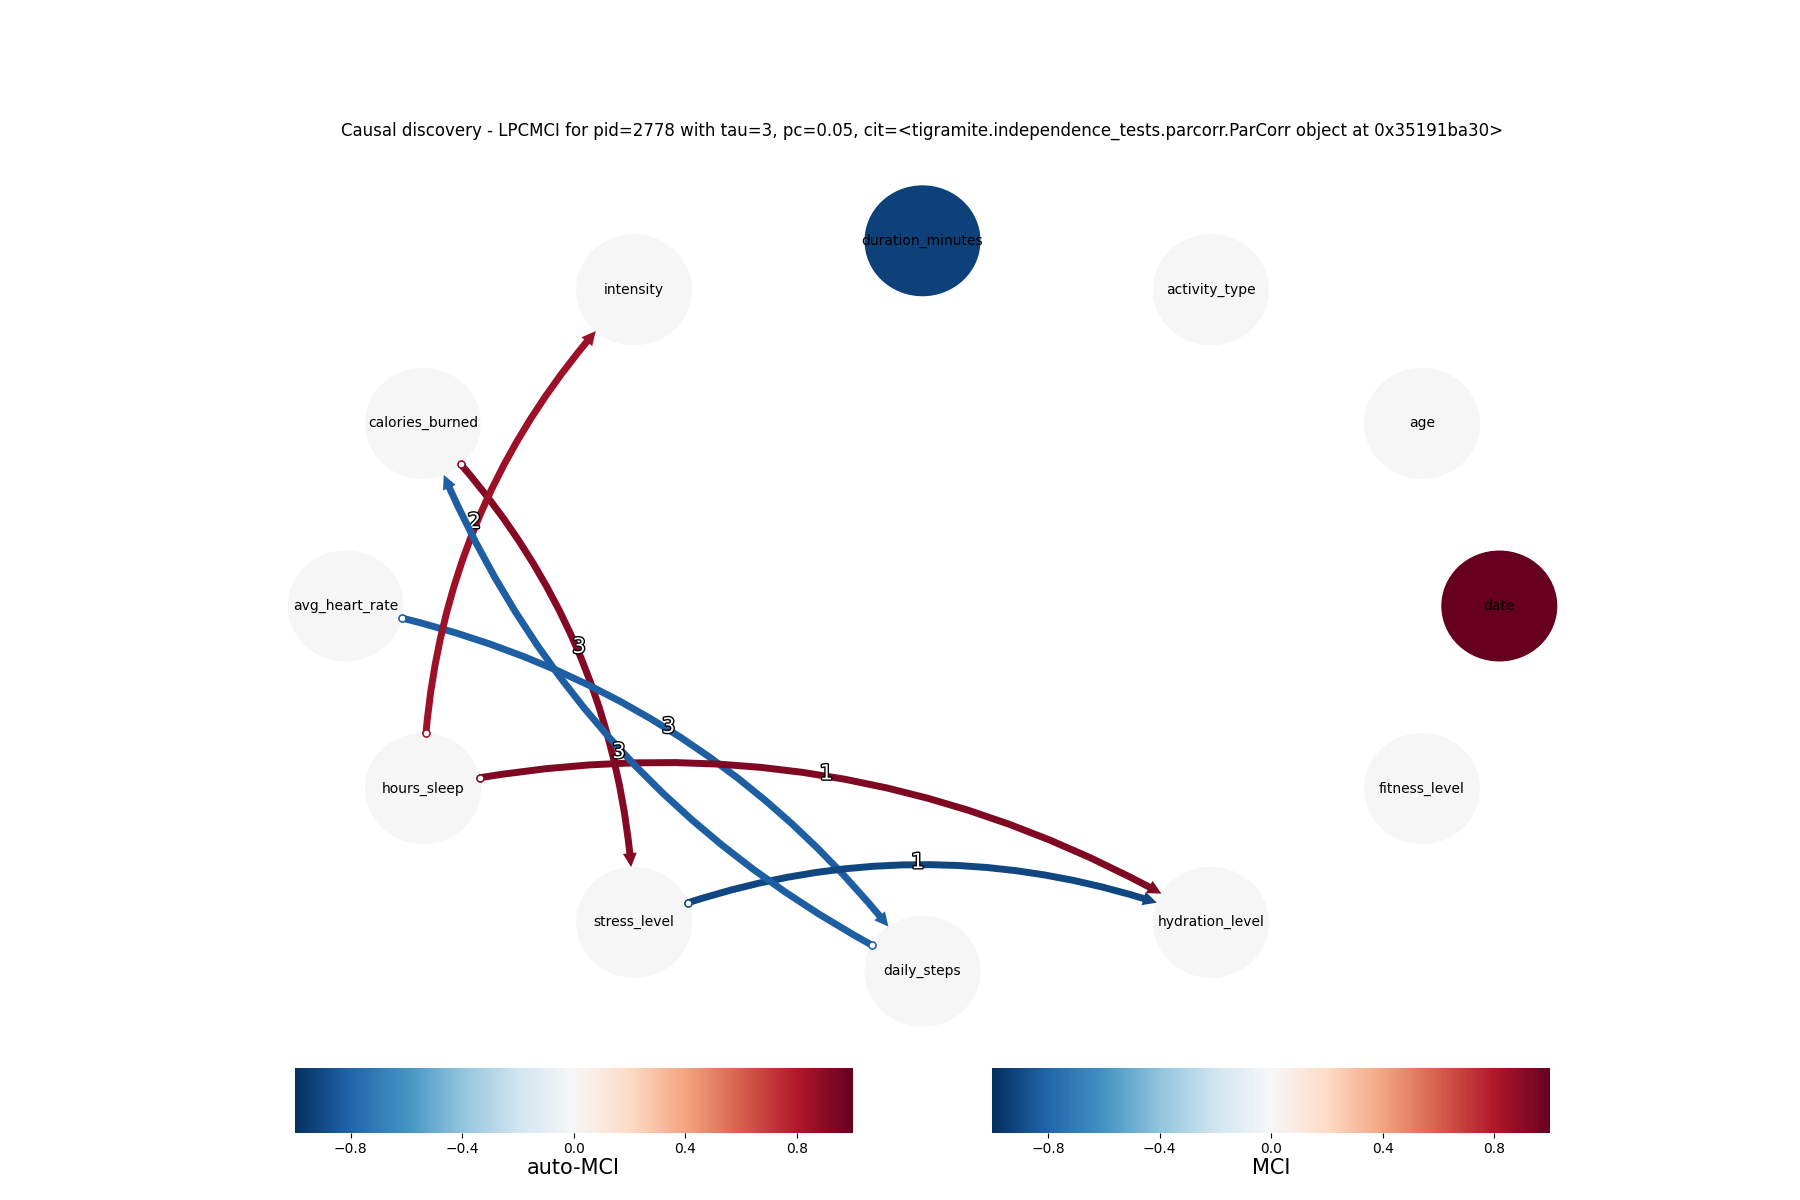 Causal discovery - LPCMCI for pid=2778 with tau=3, pc=0.05, cit=<tigramite.independence_tests.parcorr.ParCorr object at 0x35191ba30>
duration_minutes
intensity
activity_type
calories_burned
age
2
avg_heart_rate
date
3
3
3
1
hours_sleep
fitness_level
1
stress_level
hydration_level
daily_steps
−0.8 −0.4 0.0 0.4 0.8
auto-MCI
−0.8 −0.4 0.0 0.4 0.8
MCI